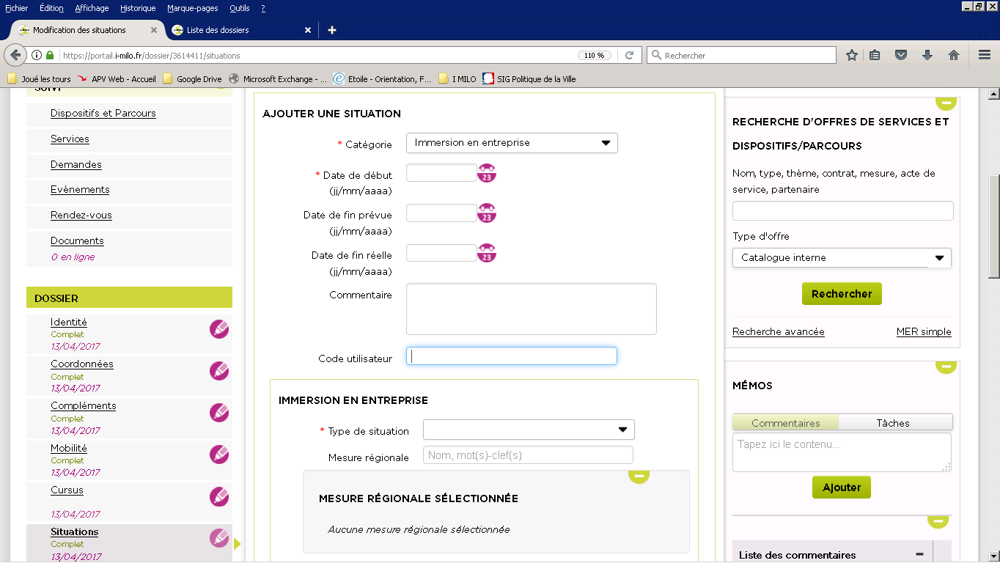 Fichier Édition Affichage Historique Marque-pages Outils ?
Modification des situations
Liste des dossiers
https://portail.i-milo.fr/dossier/3614411/situations
110 %
Rechercher
Joué les tours
APV Web - Accueil
Google Drive
Microsoft Exchange - ...
Etoile - Orientation, F...
I MILO
SIG Politique de la Ville
SUIVI
Dispositifs et Parcours
Services
Demandes
Evènements
Rendez-vous
Documents
0 en ligne
DOSSIER
Identité
Complet
13/04/2017
Coordonnées
Complet
13/04/2017
Compléments
Complet
13/04/2017
Mobilité
Complet
13/04/2017
Cursus
13/04/2017
Situations
Complet
13/04/2017
AJOUTER UNE SITUATION
* Catégorie
Immersion en entreprise
* Date de début
(jj/mm/aaaa)
23
Date de fin prévue
(jj/mm/aaaa)
23
Date de fin réelle
(jj/mm/aaaa)
23
Commentaire
Code utilisateur
IMMERSION EN ENTREPRISE
* Type de situation
Mesure régionale
Nom, mot(s)-clef(s)
MESURE RÉGIONALE SÉLECTIONNÉE
Aucune mesure régionale sélectionnée
RECHERCHE D'OFFRES DE SERVICES ET
DISPOSITIFS/PARCOURS
Nom, type, thème, contrat, mesure, acte de
service, partenaire
Type d'offre
Catalogue interne
Rechercher
Recherche avancée
MER simple
MÉMOS
Commentaires
Tâches
Tapez ici le contenu...
Ajouter
Liste des commentaires